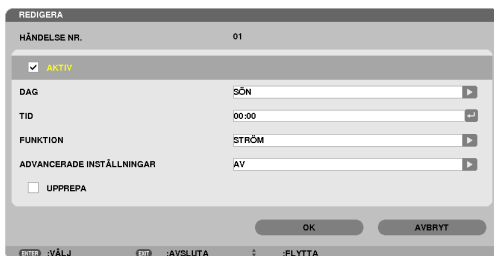 REDIGERA
HÄNDELSE NR. 01
AKTIV
DAG SÖN
TID 00:00
FUNKTION STRÖM
ADVANCERADE INSTÄLLNINGAR AV
UPPREPA
OK AVBRYT
ENTER :VÄLJ EXIT :AVSLUTA :FLYTTA